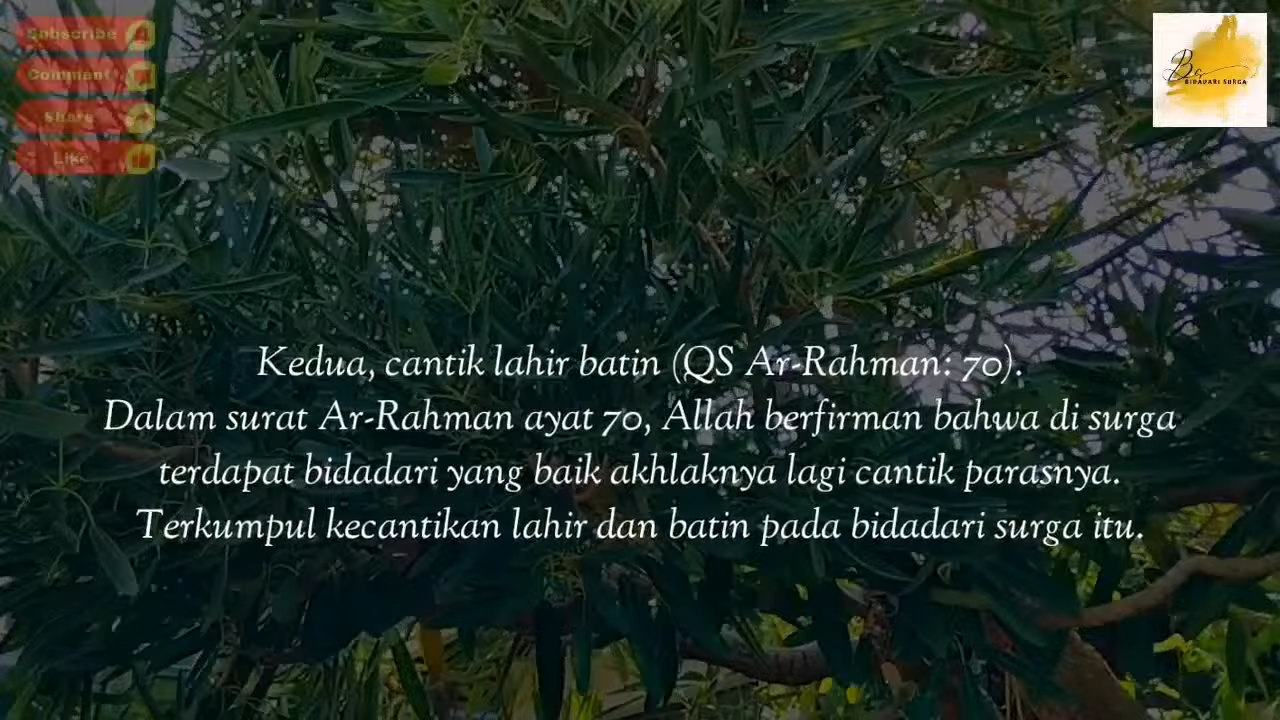 Subscribe
Comment
Share
Like
Bs
BIDADARI SURGA
Kedua, cantik lahir batin (QS Ar-Rahman: 70).
Dalam surat Ar-Rahman ayat 70, Allah berfirman bahwa di surga
terdapat bidadari yang baik akhlaknya lagi cantik parasnya.
Terkumpul kecantikan lahir dan batin pada bidadari surga itu.